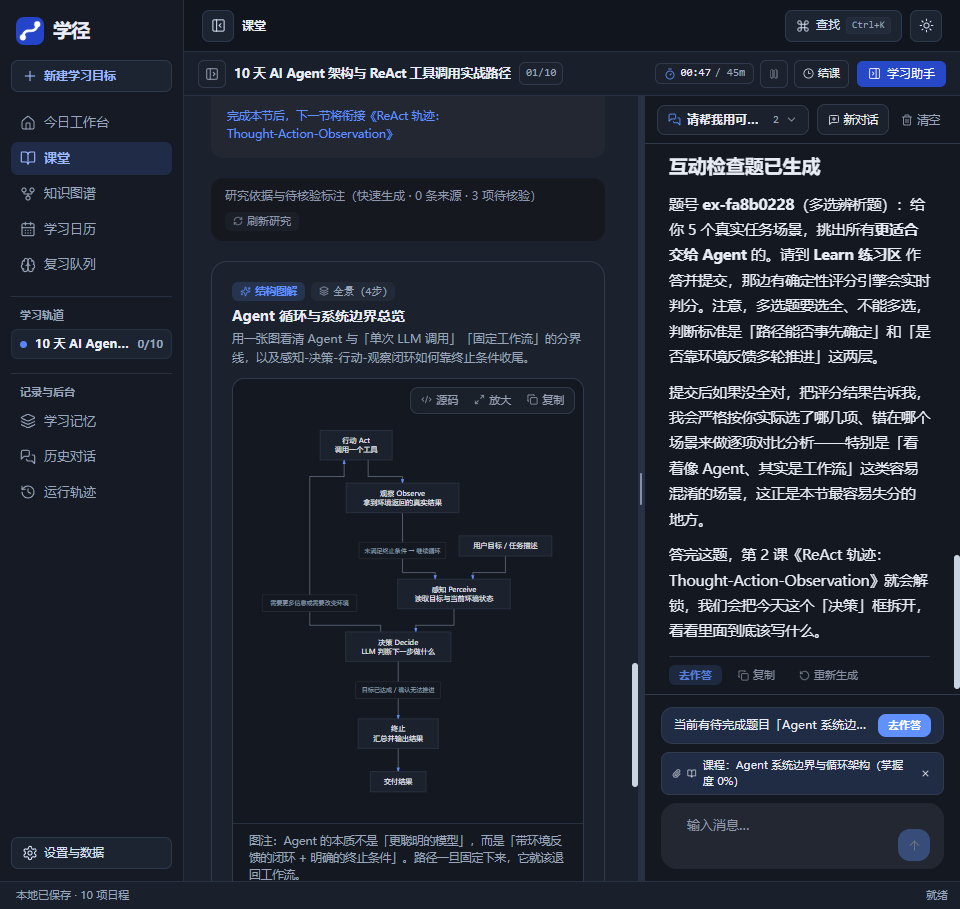 学径
新建学习目标
今日工作台
课堂
知识图谱
学习日历
复习队列
学习轨道
10 天 AI Agen... 0/10
记录与后台
学习记忆
历史对话
运行轨迹
设置与数据
课堂
查找 Ctrl+K
10 天 AI Agent 架构与 ReAct 工具调用实战路径 01/10
00:47 / 45m
结课
学习助手
完成本节后，下一节将衔接《ReAct 轨迹：
Thought-Action-Observation》
研究依据与待核验标注（快速生成 · 0 条来源 · 3 项待核验）
刷新研究
结构图解 全景（4步）
Agent 循环与系统边界总览
用一张图看清 Agent 与「单次 LLM 调用」「固定工作流」的分界
线，以及感知-决策-行动-观察闭环如何靠终止条件收尾。
源码 放大 复制
行动 Act
调用一个工具
观察 Observe
拿到环境返回的真实结果
未满足终止条件 — 继续循环
用户目标 / 任务描述
感知 Perceive
读取目标与当前环境状态
需要更多信息或需要改变环境
决策 Decide
LLM 判断下一步做什么
目标已达成 / 确认无法推进
终止
汇总并输出结果
交付结果
图注：Agent 的本质不是「更聪明的模型」，而是「带环境反
馈的闭环 + 明确的终止条件」。路径一旦固定下来，它就该退
回工作流。
请帮我用可... 2
新对话
清空
互动检查题已生成
题号 ex-fa8b0228（多选辨析题）：给
你 5 个真实任务场景，挑出所有更适合
交给 Agent 的。请到 Learn 练习区 作
答并提交，那边有确定性评分引擎会实时
判分。注意，多选题要选全、不能多选，
判断标准是「路径能否事先确定」和「是
否靠环境反馈多轮推进」这两层。
提交后如果没全对，把评分结果告诉我，
我会严格按你实际选了哪几项、错在哪个
场景来做逐项对比分析——特别是「看
着像 Agent、其实是工作流」这类容易
混淆的场景，这正是本节最容易失分的
地方。
答完这题，第 2 课《ReAct 轨迹：
Thought-Action-Observation》就会解
锁，我们会把今天这个「决策」框拆开，
看看里面到底该写什么。
去作答 复制 重新生成
当前有待完成题目「Agent 系统边... 去作答
课程：Agent 系统边界与循环架构（掌握
度 0%）
输入消息...
本地已保存 · 10 项日程
就绪